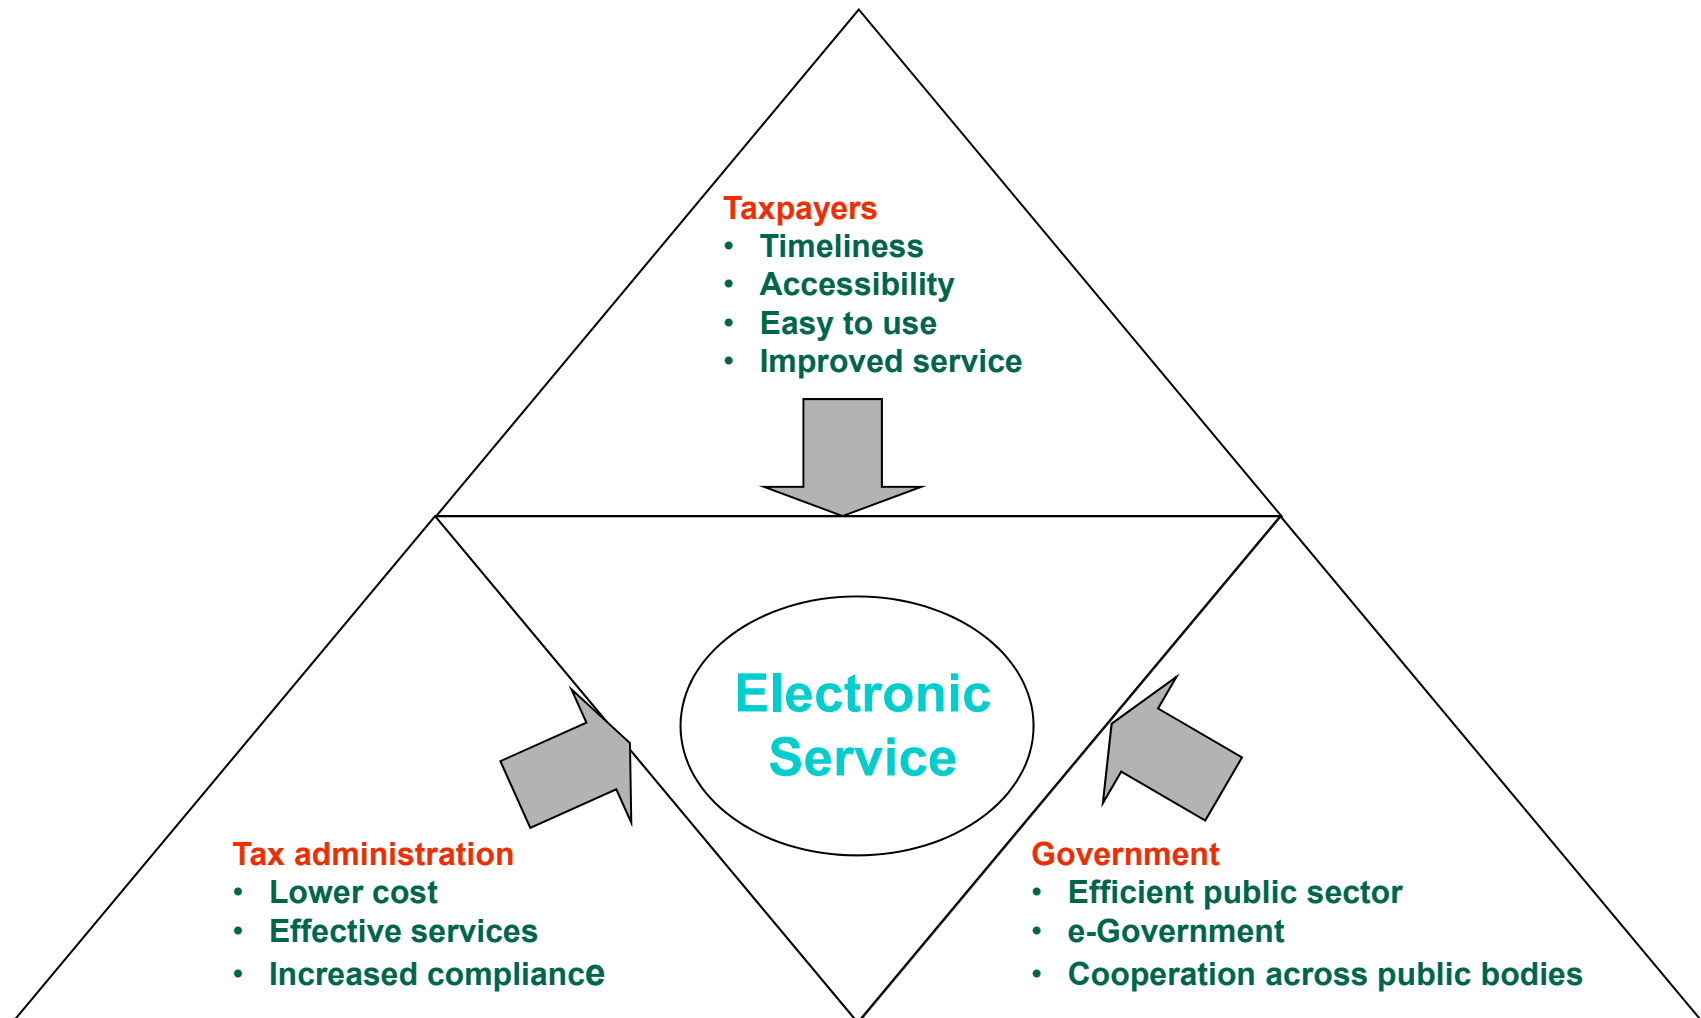 Taxpayers
• Timeliness
• Accessibility
• Easy to use
• Improved service
Electronic
Service
Tax administration
• Lower cost
• Effective services
• Increased compliance
Government
• Efficient public sector
• e-Government
• Cooperation across public bodies